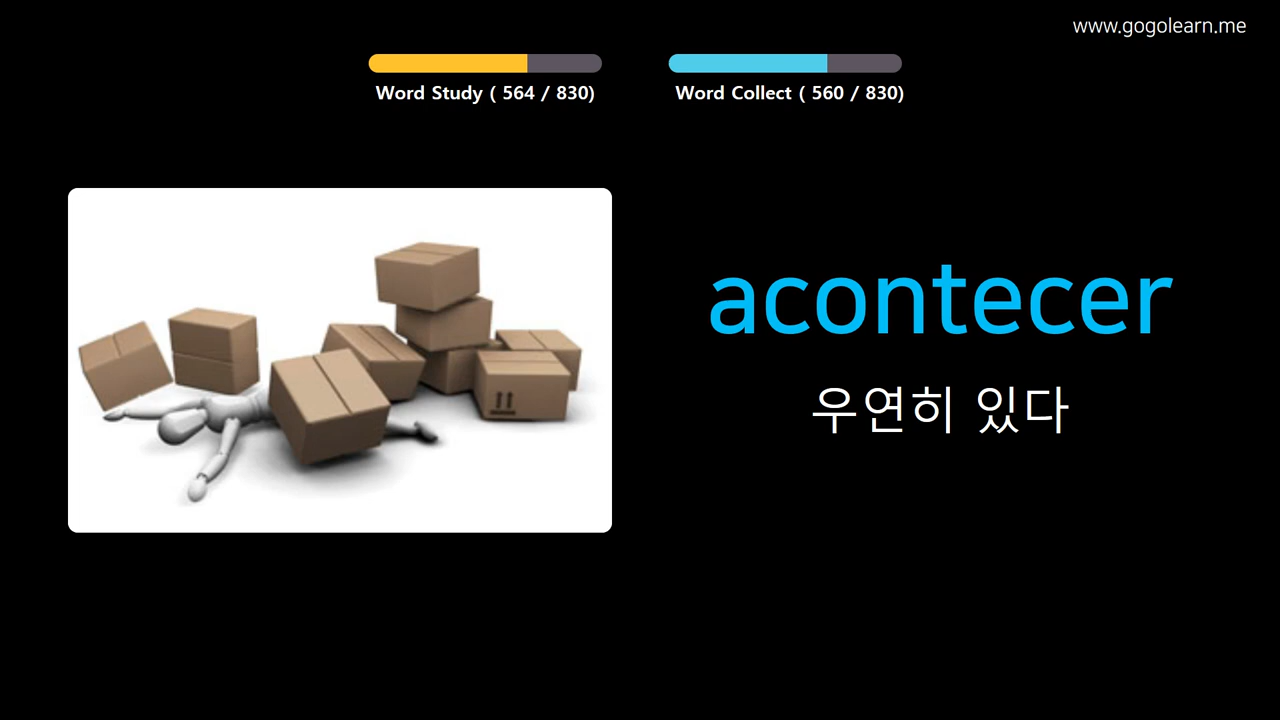 www.gogolearn.me
Word Study ( 564 / 830)
Word Collect ( 560 / 830)
acontecer
우연히 있다